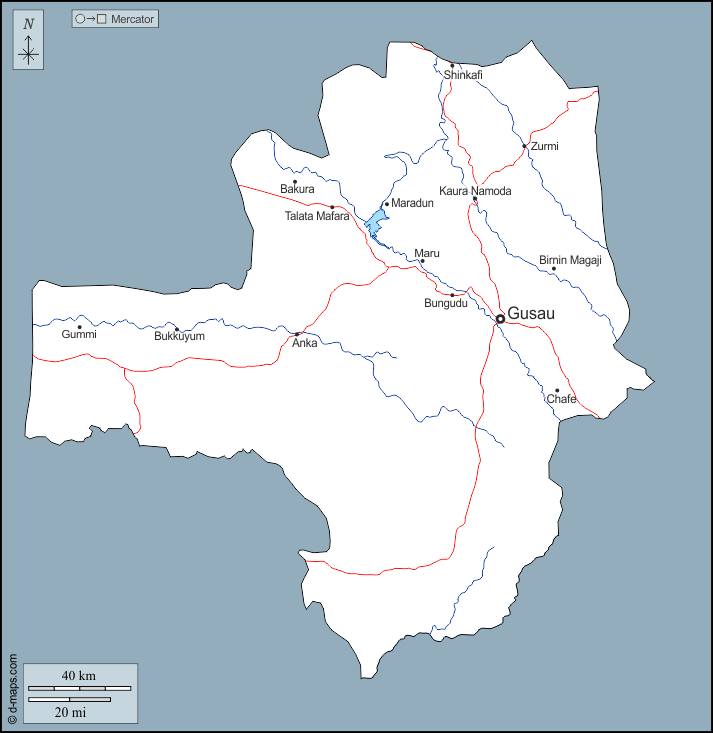 N
Mercator
Shinkafi
Zurmi
Bakura
Kaura Namoda
Talata Mafara
Maradun
Maru
Birnin Magaji
Bungudu
Gusau
Gummi
Bukkuyum
Anka
Chafe
40 km
20 mi
© d-maps.com